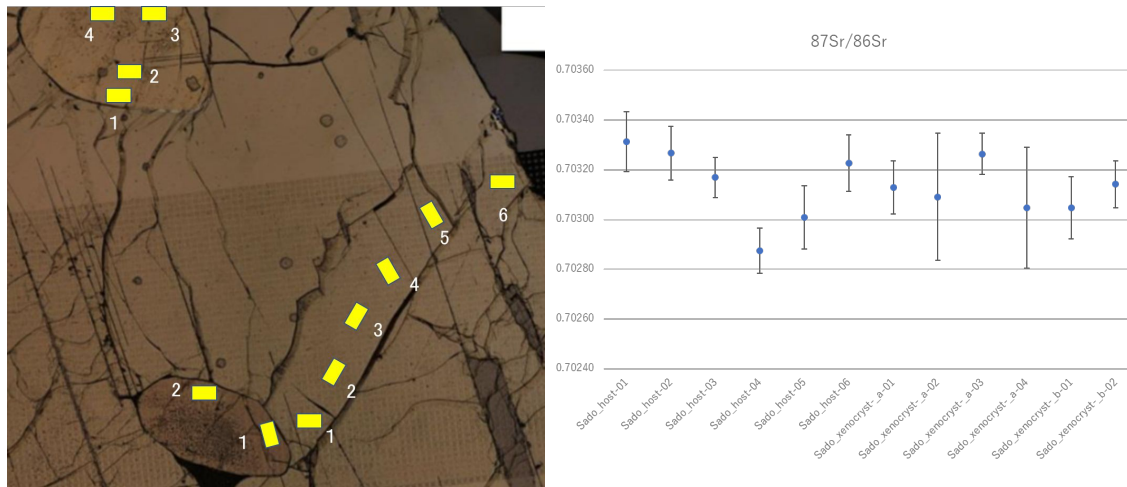 4
3
2
1
6
5
4
3
2
1
2
1
87Sr/86Sr
0.70360
0.70340
0.70320
0.70300
0.70280
0.70260
0.70240
Sado_host-01
Sado_host-02
Sado_host-03
Sado_host-04
Sado_host-05
Sado_host-06
Sado_xenocryst-_a-01
Sado_xenocryst-_a-02
Sado_xenocryst-_a-03
Sado_xenocryst-_a-04
Sado_xenocryst-_b-01
Sado_xenocryst-_b-02